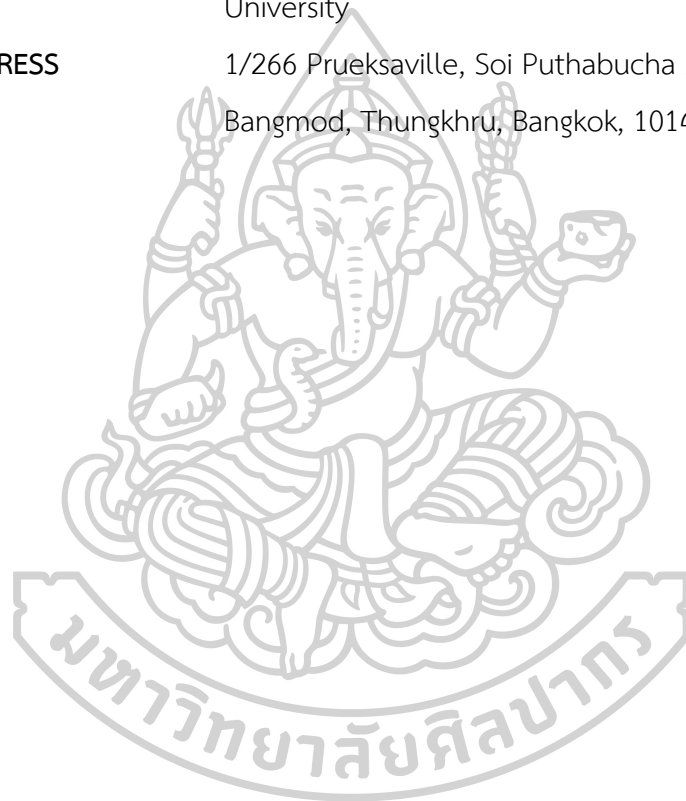 University
RESS 1/266 Prueksaville, Soi Puthabucha
Bangmod, Thungkhru, Bangkok, 1014
มหาวิทยาลัยศิลปากร